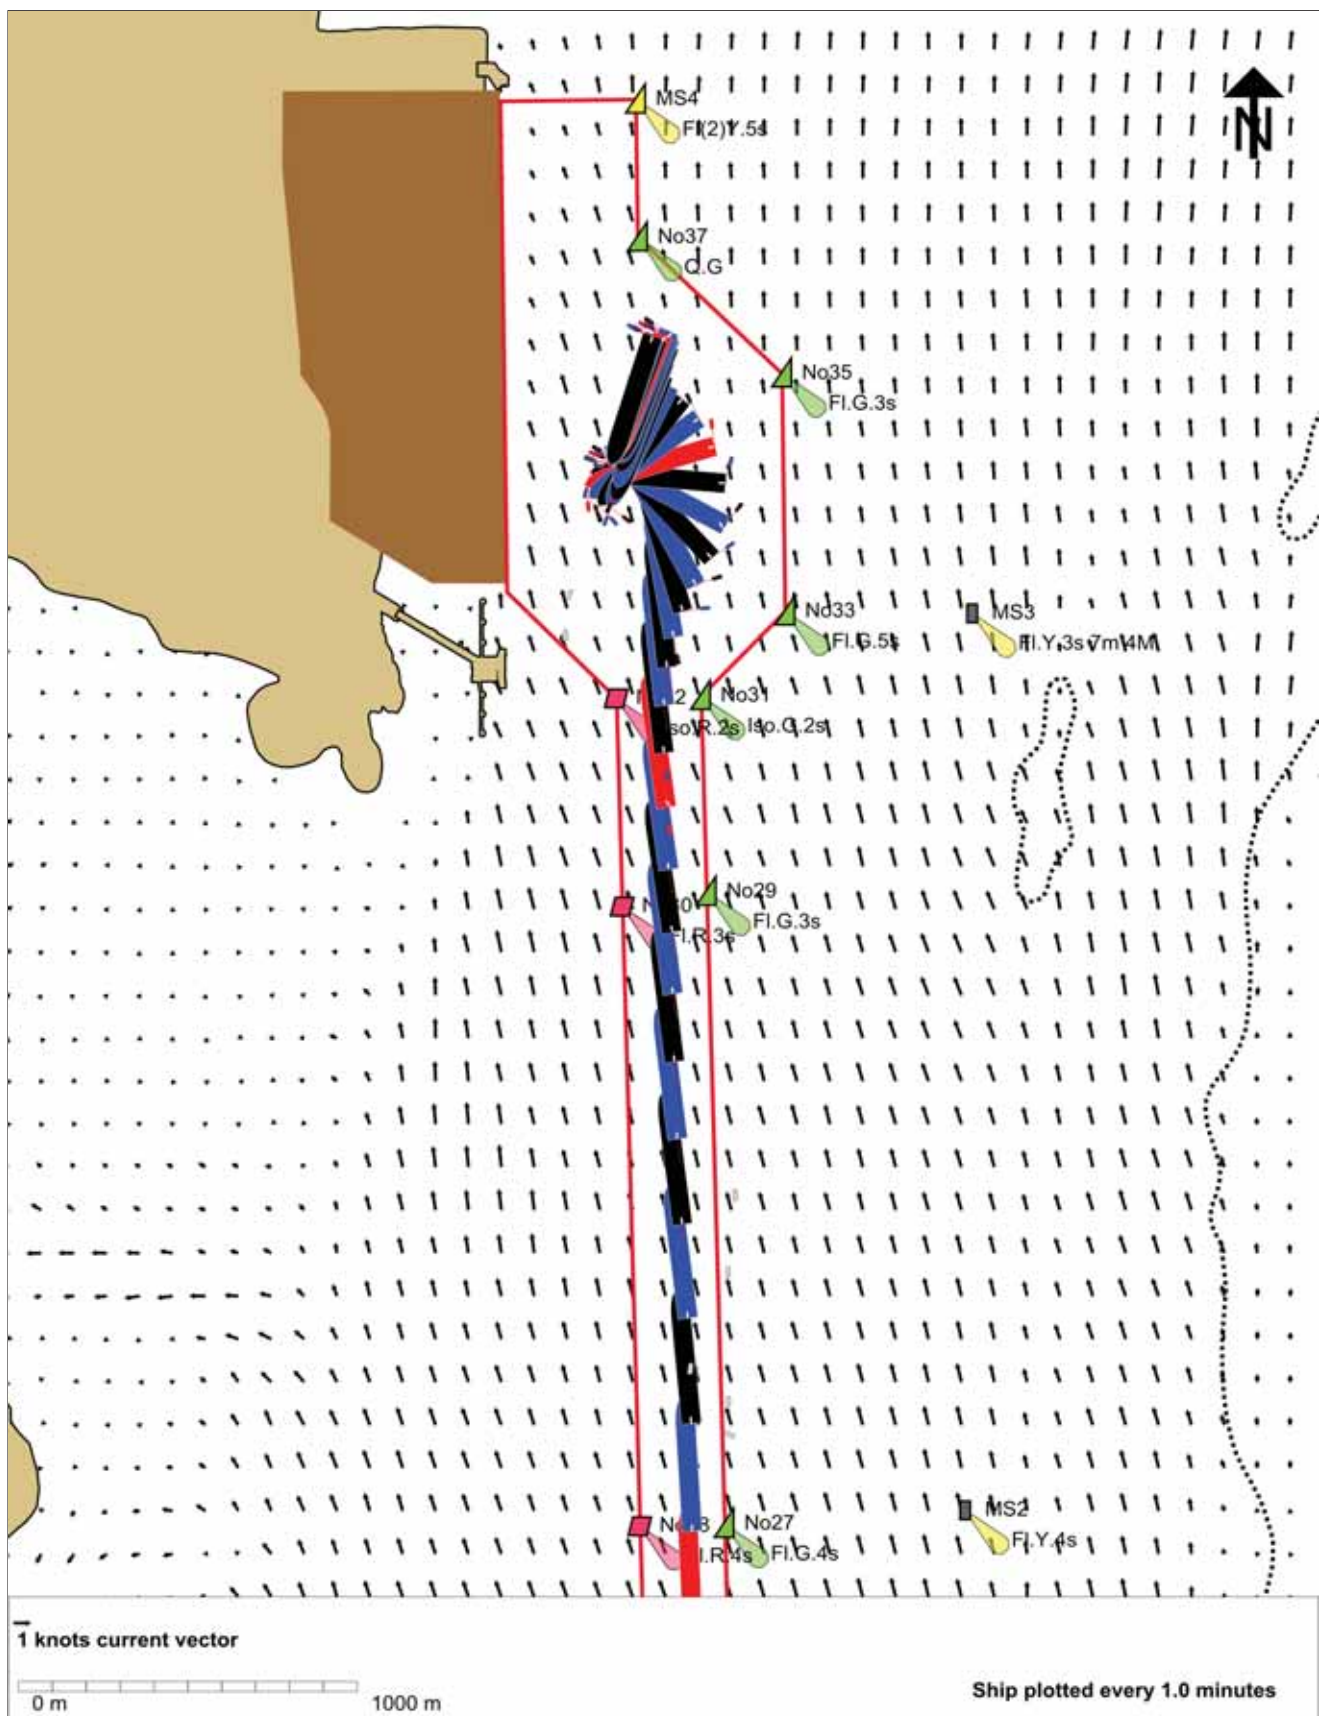 MS4
Fl(2)Y.5s
N
No37
Q.G
No35
Fl.G.3s
No33
Fl.G.5s
MS3
Fl.Y.3s 7m 4M
No31
Iso.R.2s
Iso.G.2s
No29
Fl.R.3s
Fl.G.3s
No27
Fl.G.4s
MS2
Fl.Y.4s
1 knots current vector
0 m
1000 m
Ship plotted every 1.0 minutes